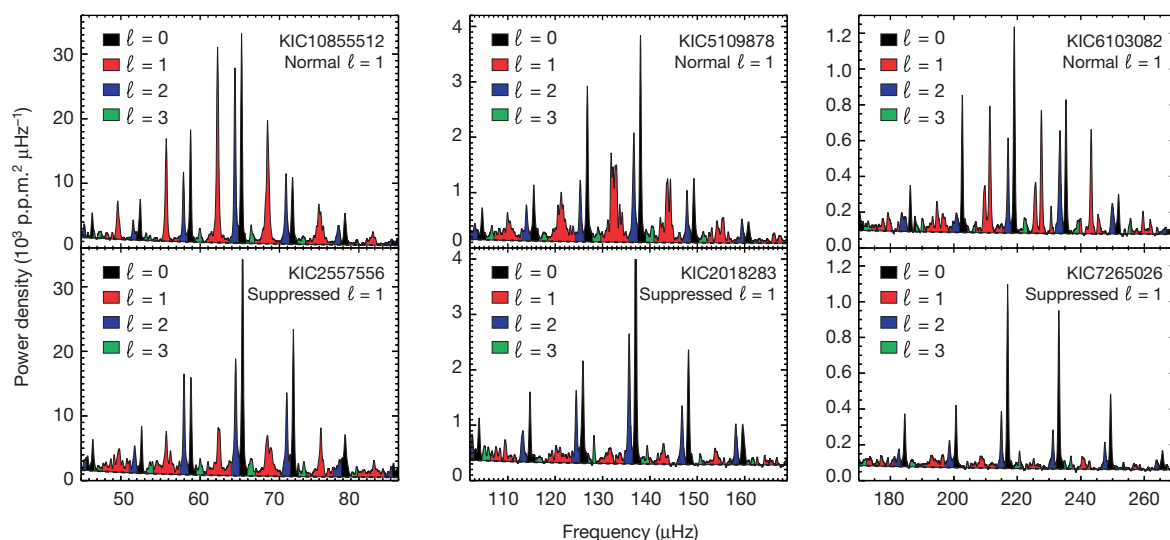 Power density (10³ p.p.m.² μHz⁻¹)
30
20
10
0
ℓ = 0
ℓ = 1
ℓ = 2
ℓ = 3
KIC10855512
Normal ℓ = 1
4
3
2
1
0
ℓ = 0
ℓ = 1
ℓ = 2
ℓ = 3
KIC5109878
Normal ℓ = 1
1.2
1.0
0.8
0.6
0.4
0.2
0.0
ℓ = 0
ℓ = 1
ℓ = 2
ℓ = 3
KIC6103082
Normal ℓ = 1
30
20
10
0
ℓ = 0
ℓ = 1
ℓ = 2
ℓ = 3
KIC2557556
Suppressed ℓ = 1
50 60 70 80
4
3
2
1
0
ℓ = 0
ℓ = 1
ℓ = 2
ℓ = 3
KIC2018283
Suppressed ℓ = 1
110 120 130 140 150 160
1.2
1.0
0.8
0.6
0.4
0.2
0.0
ℓ = 0
ℓ = 1
ℓ = 2
ℓ = 3
KIC7265026
Suppressed ℓ = 1
180 200 220 240 260
Frequency (μHz)